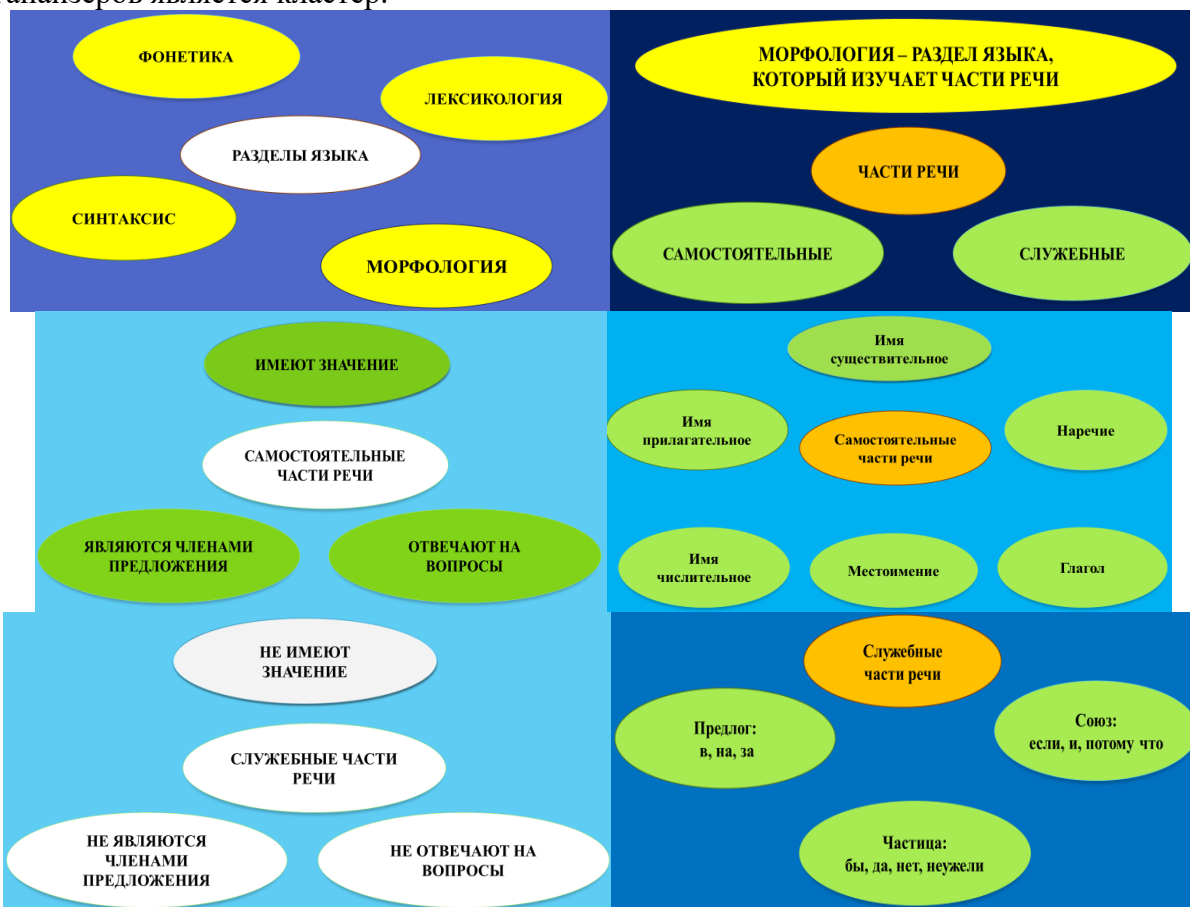 является кластер.
ФОНЕТИКА
ЛЕКСИКОЛОГИЯ
РАЗДЕЛЫ ЯЗЫКА
СИНТАКСИС
МОРФОЛОГИЯ
МОРФОЛОГИЯ – РАЗДЕЛ ЯЗЫКА,
КОТОРЫЙ ИЗУЧАЕТ ЧАСТИ РЕЧИ
ЧАСТИ РЕЧИ
САМОСТОЯТЕЛЬНЫЕ
СЛУЖЕБНЫЕ
ИМЕЮТ ЗНАЧЕНИЕ
САМОСТОЯТЕЛЬНЫЕ
ЧАСТИ РЕЧИ
ЯВЛЯЮТСЯ ЧЛЕНАМИ
ПРЕДЛОЖЕНИЯ
ОТВЕЧАЮТ НА
ВОПРОСЫ
Имя
существительное
Имя
прилагательное
Самостоятельные
части речи
Наречие
Имя
числительное
Местоимение
Глагол
НЕ ИМЕЮТ
ЗНАЧЕНИЕ
СЛУЖЕБНЫЕ ЧАСТИ
РЕЧИ
НЕ ЯВЛЯЮТСЯ
ЧЛЕНАМИ
ПРЕДЛОЖЕНИЯ
НЕ ОТВЕЧАЮТ НА
ВОПРОСЫ
Служебные
части речи
Предлог:
в, на, за
Союз:
если, и, потому что
Частица:
бы, да, нет, неужели